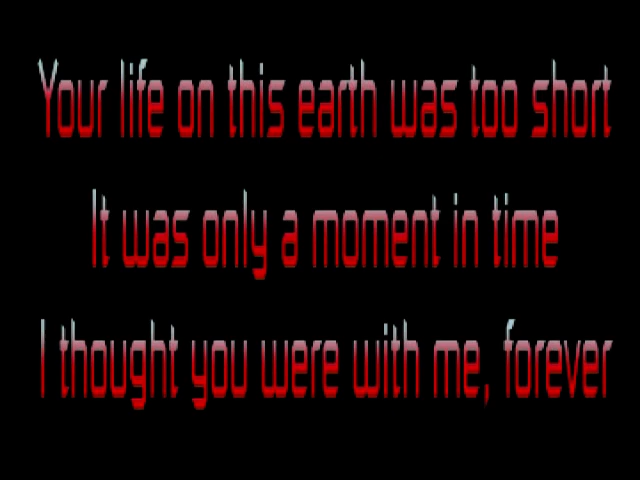 Your life on this earth was too short
It was only a moment in time
I thought you were with me, forever